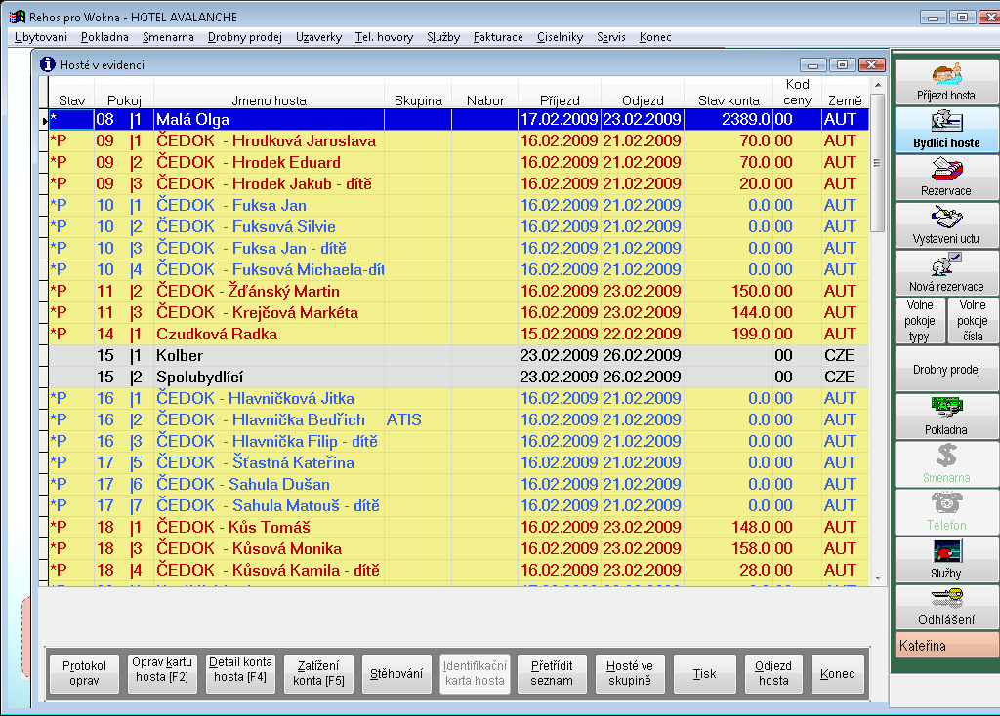 Rehos pro Wokna - HOTEL AVALANCHE
Ubytovani Pokladna Smenarna Drobny prodej Uzaverky Tel. hovory Služby Fakturace Ciselniky Servis Konec
Hosté v evidenci
Stav Pokoj Jmeno hosta Skupina Nabor Příjezd Odjezd Stav konta Kod ceny Země
* 08 |1 Malá Olga 17.02.2009 23.02.2009 2389.0 00 AUT
*P 09 |1 ČEDOK - Hrodková Jaroslava 16.02.2009 21.02.2009 70.0 00 AUT
*P 09 |2 ČEDOK - Hrodek Eduard 16.02.2009 21.02.2009 70.0 00 AUT
*P 09 |3 ČEDOK - Hrodek Jakub - dítě 16.02.2009 21.02.2009 20.0 00 AUT
*P 10 |1 ČEDOK - Fuksa Jan 16.02.2009 21.02.2009 0.0 00 AUT
*P 10 |2 ČEDOK - Fuksová Silvie 16.02.2009 21.02.2009 0.0 00 AUT
*P 10 |3 ČEDOK - Fuksa Jan - dítě 16.02.2009 21.02.2009 0.0 00 AUT
*P 10 |4 ČEDOK - Fuksová Michaela-dít 16.02.2009 21.02.2009 0.0 00 AUT
*P 11 |2 ČEDOK - Žďánský Martin 16.02.2009 23.02.2009 150.0 00 AUT
*P 11 |3 ČEDOK - Krejčová Markéta 16.02.2009 23.02.2009 144.0 00 AUT
*P 14 |1 Czudková Radka 15.02.2009 22.02.2009 199.0 00 AUT
15 |1 Kolber 23.02.2009 26.02.2009 00 CZE
15 |2 Spolubydlící 23.02.2009 26.02.2009 00 CZE
*P 16 |1 ČEDOK - Hlavničková Jitka 16.02.2009 21.02.2009 0.0 00 AUT
*P 16 |2 ČEDOK - Hlavnička Bedřich ATIS 16.02.2009 21.02.2009 0.0 00 AUT
*P 16 |3 ČEDOK - Hlavnička Filip - dítě 16.02.2009 21.02.2009 0.0 00 AUT
*P 17 |5 ČEDOK - Šťastná Kateřina 16.02.2009 21.02.2009 0.0 00 AUT
*P 17 |6 ČEDOK - Sahula Dušan 16.02.2009 21.02.2009 0.0 00 AUT
*P 17 |7 ČEDOK - Sahula Matouš - dítě 16.02.2009 21.02.2009 0.0 00 AUT
*P 18 |1 ČEDOK - Kůs Tomáš 16.02.2009 23.02.2009 148.0 00 AUT
*P 18 |3 ČEDOK - Kůsová Monika 16.02.2009 23.02.2009 158.0 00 AUT
*P 18 |4 ČEDOK - Kůsová Kamila - dítě 16.02.2009 23.02.2009 28.0 00 AUT
Protokol oprav
Oprav kartu hosta [F2]
Detail konta hosta [F4]
Zatížení konta [F5]
Stěhování
Identifikační karta hosta
Přetřídit seznam
Hosté ve skupině
Tisk
Odjezd hosta
Konec
Příjezd hosta
Bydlici hoste
Rezervace
Vystaveni uctu
Nová rezervace
Volne pokoje typy
Volne pokoje čísla
Drobny prodej
Pokladna
Smenarna
Telefon
Služby
Odhlášení
Kateřina